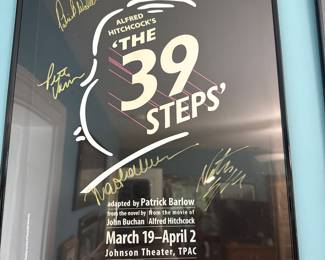 ALFRED
HITCHCOCK'S
'THE
39
STEPS'
adapted by Patrick Barlow
from the novel by from the movie of
John Buchan Alfred Hitchcock
March 19–April 2
Johnson Theater, TPAC